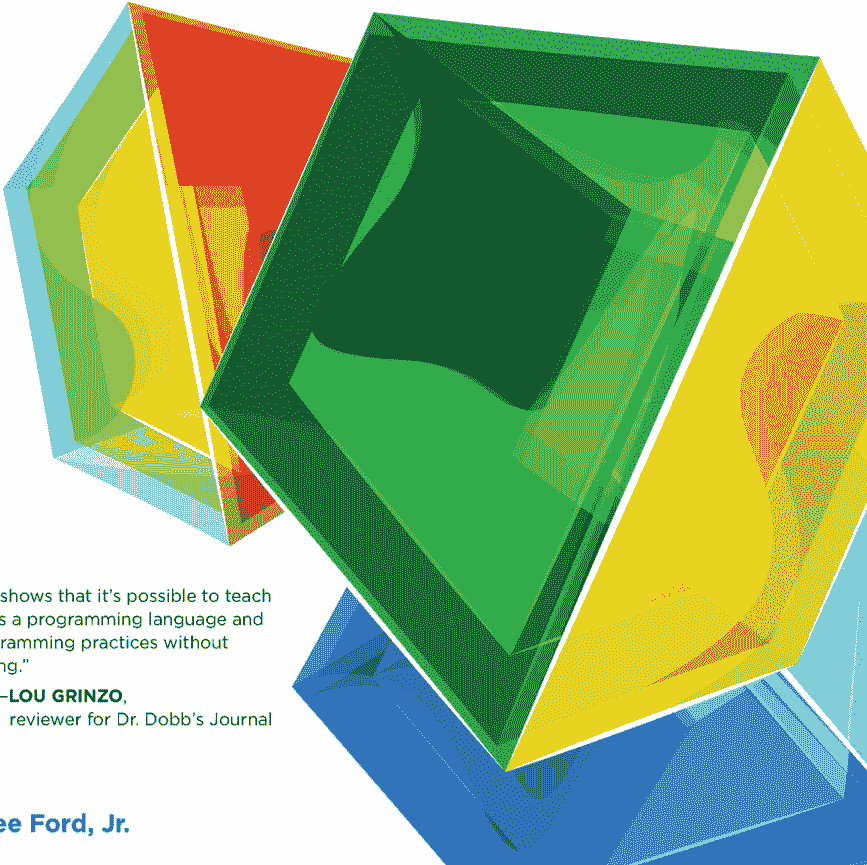 shows that it's possible to teach
s a programming language and
ramming practices without
ng.”
–LOU GRINZO,
reviewer for Dr. Dobb's Journal
ee Ford, Jr.